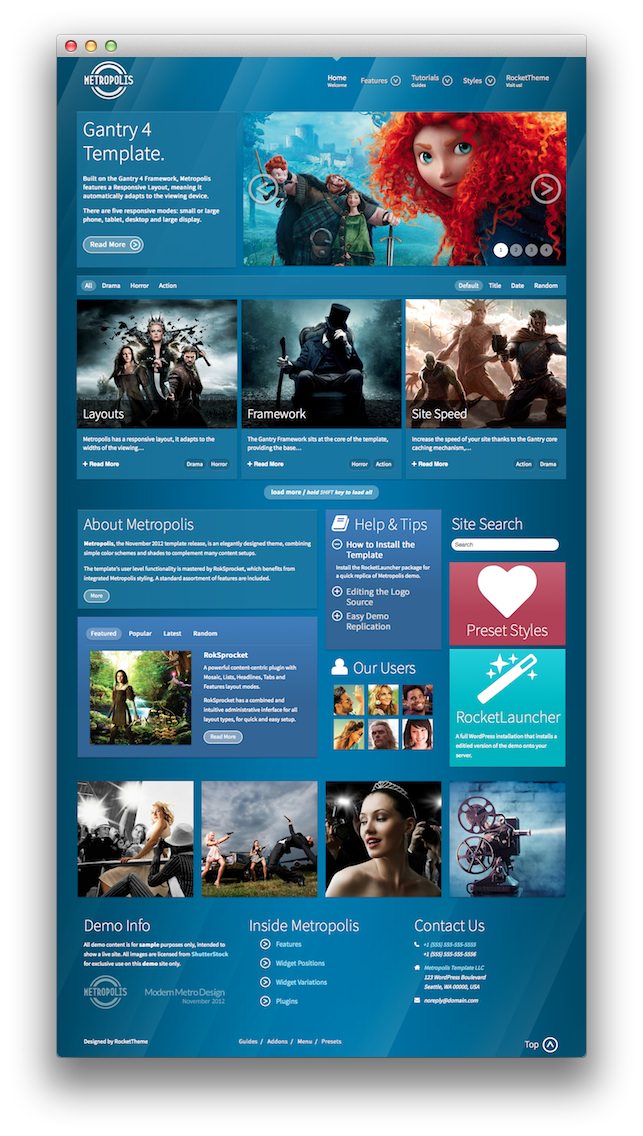 METROPOLIS
Home
Welcome
Features
Tutorials
Guides
Styles
RocketTheme
Visit us!
Gantry 4
Template.
Built on the Gantry 4 Framework, Metropolis
features a Responsive Layout, meaning it
automatically adapts to the viewing device.
There are five responsive modes: small or large
phone, tablet, desktop and large display.
Read More
1 2 3 4
All Drama Horror Action
Default Title Date Random
Layouts
Metropolis has a responsive layout, it adapts to the
widths of the viewing...
+ Read More
Drama Horror
Framework
The Gantry Framework sits at the core of the template,
providing the base...
+ Read More
Horror Action
Site Speed
Increase the speed of your site thanks to the Gantry core
caching mechanism,...
+ Read More
Action Drama
load more / hold SHIFT key to load all
About Metropolis
Metropolis, the November 2012 template release, is an elegantly designed theme, combining
simple color schemes and shades to complement many content setups.
The template's user level functionality is mastered by RokSprocket, which benefits from
integrated Metropolis styling. A standard assortment of features are included.
More
Help & Tips
How to Install the
Template
Install the RocketLauncher package for
a quick replica of Metropolis demo.
Editing the Logo
Source
Easy Demo
Replication
Site Search
Search
Preset Styles
Featured Popular Latest Random
RokSprocket
A powerful content-centric plugin with
Mosaic, Lists, Headlines, Tabs and
Features layout modes.
RokSprocket has a combined and
intuitive administrative inferface for all
layout types, for quick and easy setup.
Read More
Our Users
RocketLauncher
A full WordPress installation that installs a
editied version of the demo onto your
server.
Demo Info
All demo content is for sample purposes only, intended to
show a live site. All images are licensed from ShutterStock
for exclusive use on this demo site only.
METROPOLIS
Modern Metro Design
November 2012
Inside Metropolis
Features
Widget Positions
Widget Variations
Plugins
Contact Us
+1 (555) 555-555-5555
+1 (555) 555-555-5556
Metropolis Template LLC
123 WordPress Boulevard
Seattle, WA 00000, USA
noreply@domain.com
Designed by RocketTheme
Guides / Addons / Menu / Presets
Top